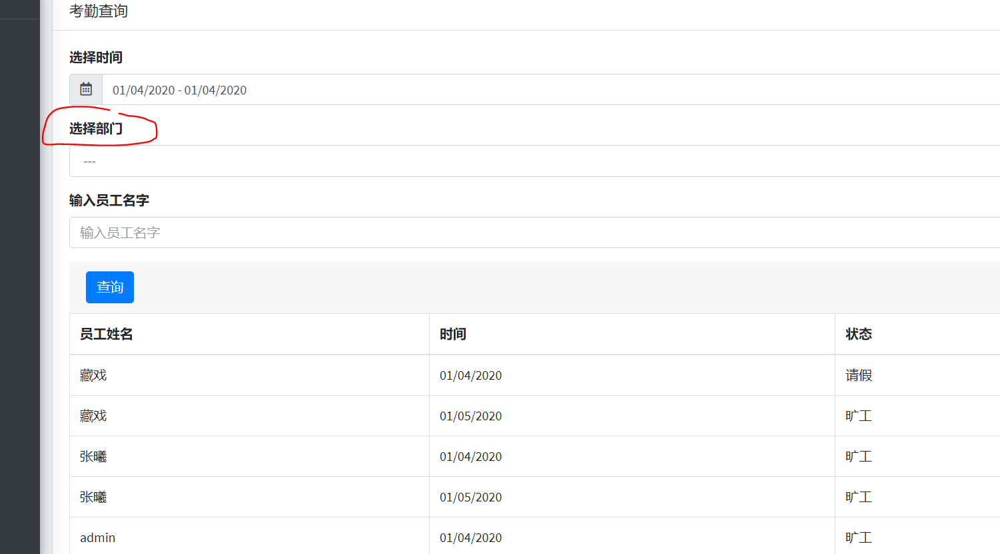 考勤查询
选择时间
01/04/2020 - 01/04/2020
选择部门
---
输入员工名字
输入员工名字
查询
员工姓名 时间 状态
藏戏 01/04/2020 请假
藏戏 01/05/2020 旷工
张曦 01/04/2020 旷工
张曦 01/05/2020 旷工
admin 01/04/2020 旷工